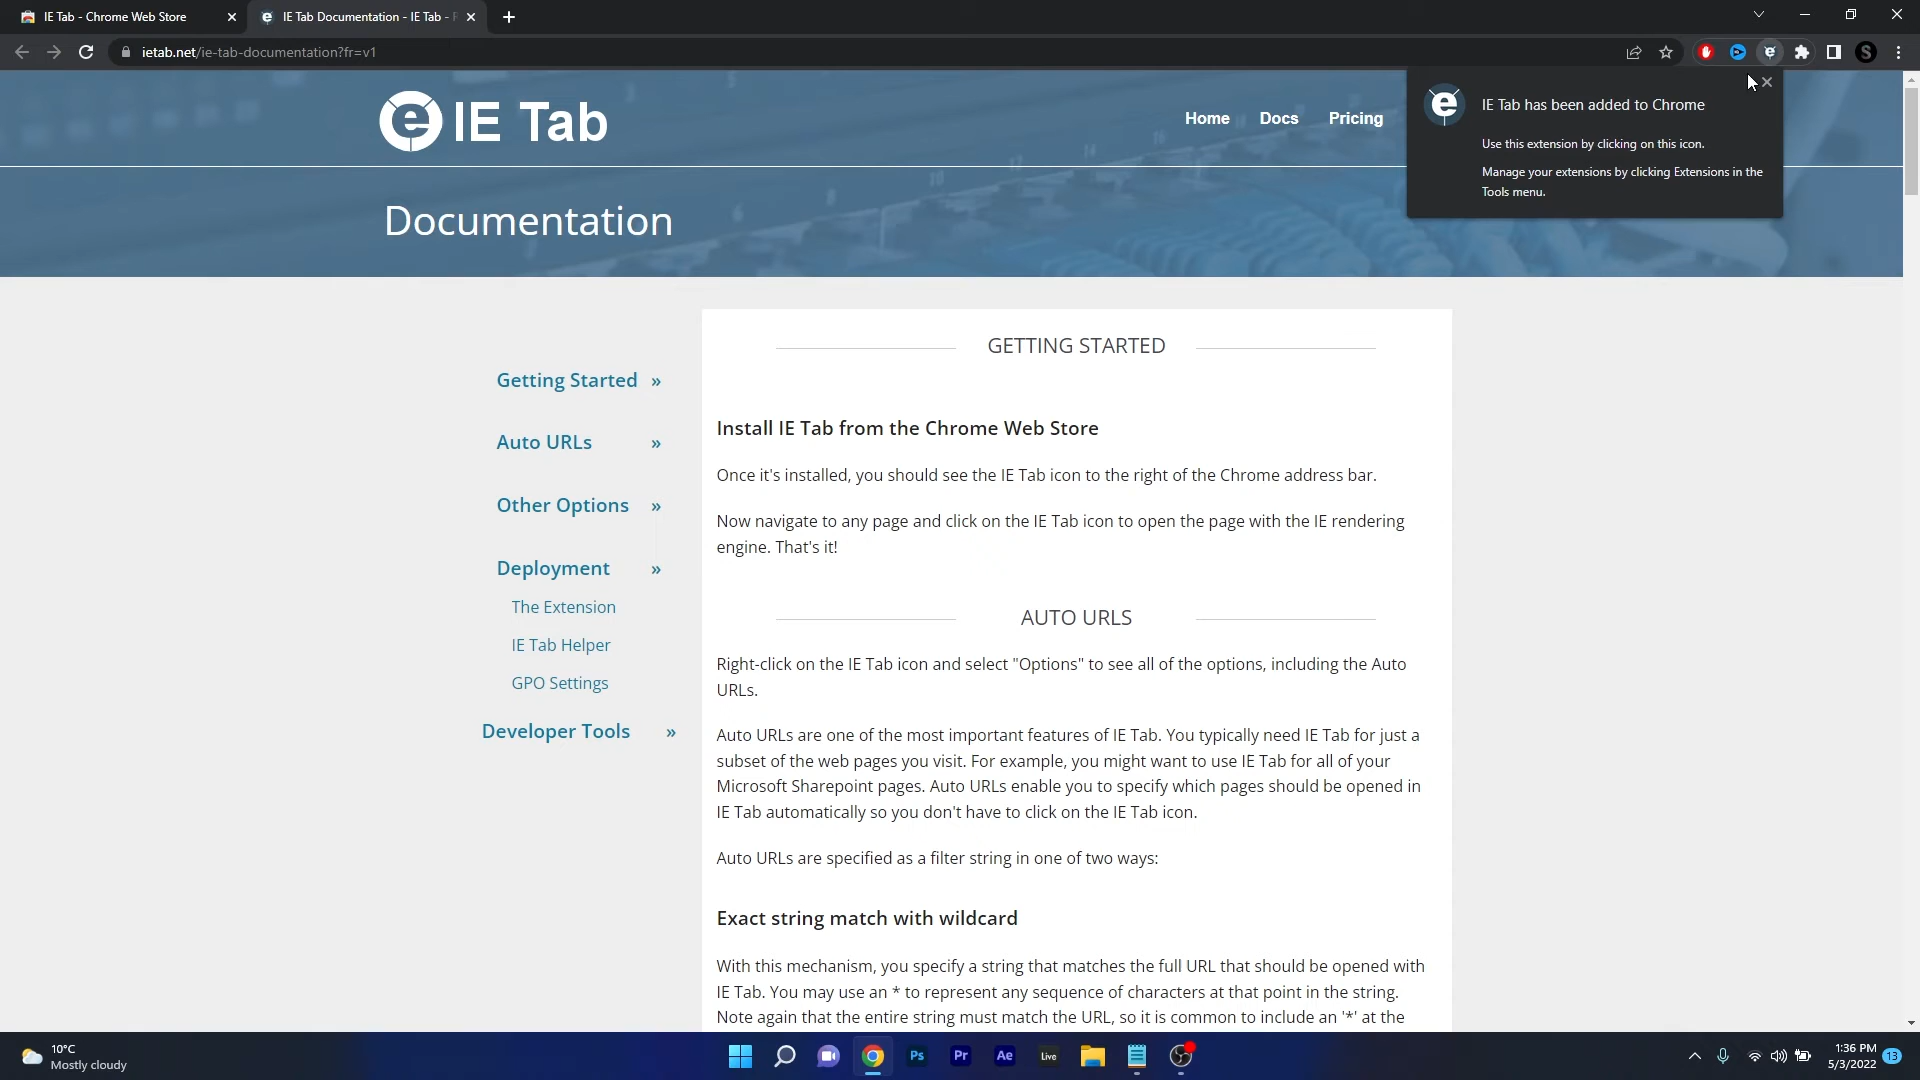 IE Tab - Chrome Web Store
IE Tab Documentation - IE Tab -
ietab.net/ie-tab-documentation?fr=v1
S
IE Tab
Home
Docs
Pricing
IE Tab has been added to Chrome
Use this extension by clicking on this icon.
Manage your extensions by clicking Extensions in the
Tools menu.
Documentation
Getting Started »
Auto URLs »
Other Options »
Deployment »
The Extension
IE Tab Helper
GPO Settings
Developer Tools »
GETTING STARTED
Install IE Tab from the Chrome Web Store
Once it's installed, you should see the IE Tab icon to the right of the Chrome address bar.
Now navigate to any page and click on the IE Tab icon to open the page with the IE rendering
engine. That's it!
AUTO URLS
Right-click on the IE Tab icon and select "Options" to see all of the options, including the Auto
URLs.
Auto URLs are one of the most important features of IE Tab. You typically need IE Tab for just a
subset of the web pages you visit. For example, you might want to use IE Tab for all of your
Microsoft Sharepoint pages. Auto URLs enable you to specify which pages should be opened in
IE Tab automatically so you don't have to click on the IE Tab icon.
Auto URLs are specified as a filter string in one of two ways:
Exact string match with wildcard
With this mechanism, you specify a string that matches the full URL that should be opened with
IE Tab. You may use an * to represent any sequence of characters at that point in the string.
Note again that the entire string must match the URL, so it is common to include an '*' at the
10°C
Mostly cloudy
Ps
Pr
Ae
Live
1:36 PM
5/3/2022
13